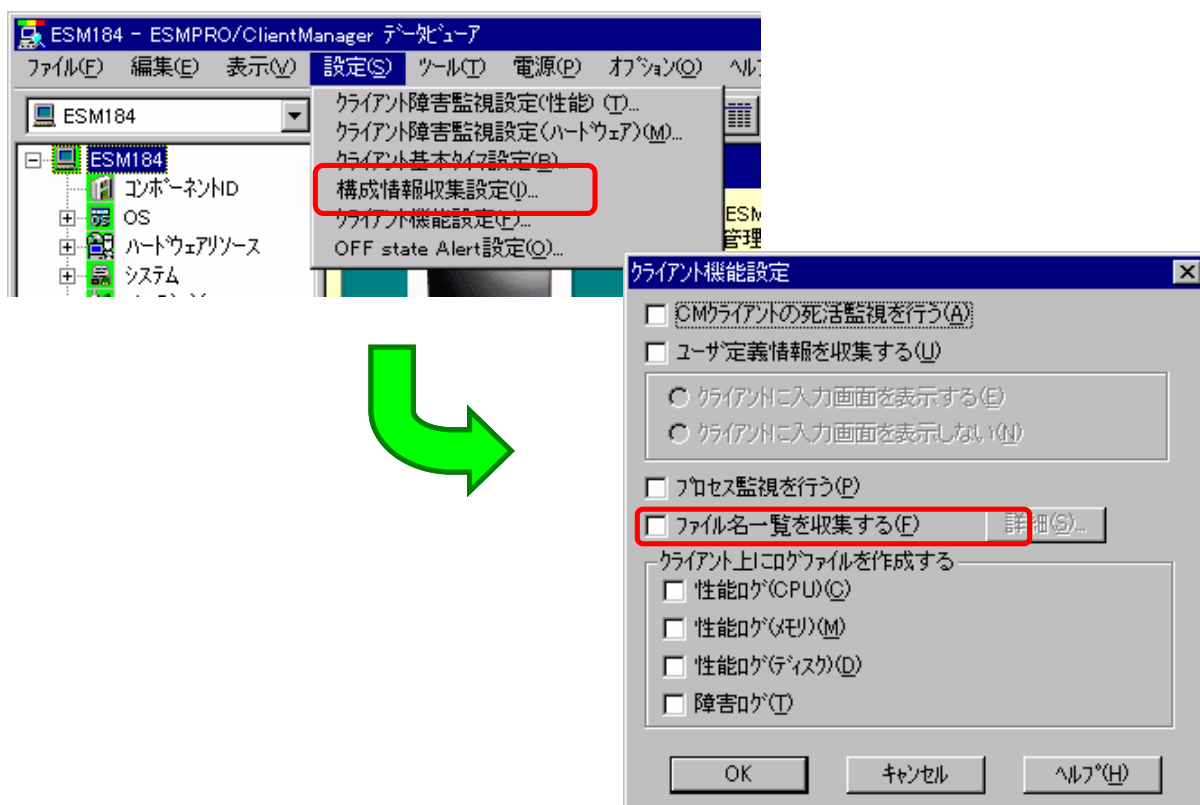 ESM184 - ESMPRO/ClientManager ﾃﾞｰﾀﾋﾞｭｰｱ
ﾌｧｲﾙ(F) 編集(E) 表示(V) 設定(S) ﾂｰﾙ(T) 電源(P) ｵﾌﾟｼｮﾝ(O)
ESM184
ｸﾗｲｱﾝﾄ障害監視設定(性能) (T)...
ｸﾗｲｱﾝﾄ障害監視設定(ﾊｰﾄﾞｳｪｱ)(M)...
構成情報収集設定(I)...
ｸﾗｲｱﾝﾄ機能設定(F)...
OFF state Alert設定(O)...
ESM184
ｺﾝﾎﾟｰﾈﾝﾄID
OS
ﾊｰﾄﾞｳｪｱﾘｿｰｽ
ｼｽﾃﾑ
ESM
管理
ｸﾗｲｱﾝﾄ機能設定
CMｸﾗｲｱﾝﾄの死活監視を行う(A)
ﾕｰｻﾞ定義情報を収集する(U)
ｸﾗｲｱﾝﾄに入力画面を表示する(E)
ｸﾗｲｱﾝﾄに入力画面を表示しない(N)
ﾌﾟﾛｾｽ監視を行う(P)
ﾌｧｲﾙ名一覧を収集する(F) 詳細(S)...
ｸﾗｲｱﾝﾄ上にﾛｸﾞﾌｧｲﾙを作成する
性能ﾛｸﾞ(CPU)(C)
性能ﾛｸﾞ(ﾒﾓﾘ)(M)
性能ﾛｸﾞ(ﾃﾞｨｽｸ)(D)
障害ﾛｸﾞ(T)
OK ｷｬﾝｾﾙ ﾍﾙﾌﾟ(H)